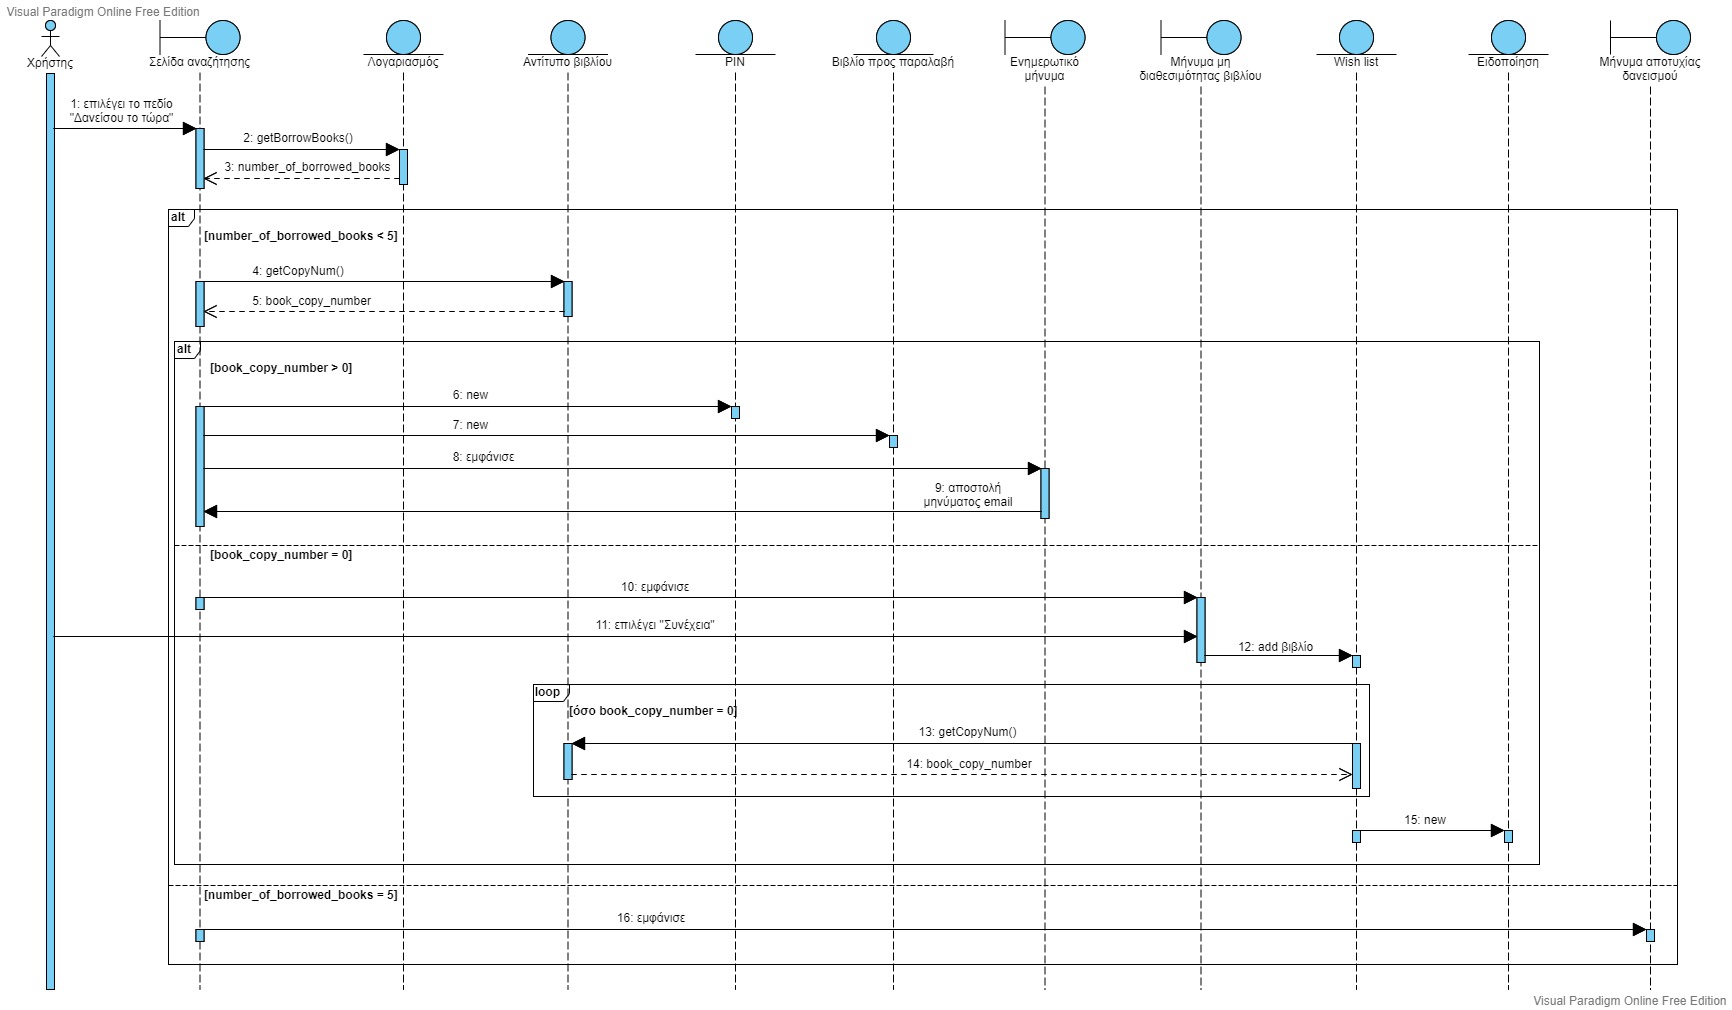 Visual Paradigm Online Free Edition
Χρήστης
Σελίδα αναζήτησης
Λογαριασμός
Αντίτυπο βιβλίου
PIN
Βιβλίο προς παραλαβή
Ενημερωτικό
μήνυμα
Μήνυμα μη
διαθεσιμότητας βιβλίου
Wish list
Ειδοποίηση
Μήνυμα αποτυχίας
δανεισμού
1: επιλέγει το πεδίο
"Δανείσου το τώρα"
2: getBorrowBooks()
3: number_of_borrowed_books
alt
[number_of_borrowed_books < 5]
4: getCopyNum()
5: book_copy_number
alt
[book_copy_number > 0]
6: new
7: new
8: εμφάνισε
9: αποστολή
μηνύματος email
[book_copy_number = 0]
10: εμφάνισε
11: επιλέγει "Συνέχεια"
12: add βιβλίο
loop
[όσο book_copy_number = 0]
13: getCopyNum()
14: book_copy_number
15: new
[number_of_borrowed_books = 5]
16: εμφάνισε
Visual Paradigm Online Free Edition